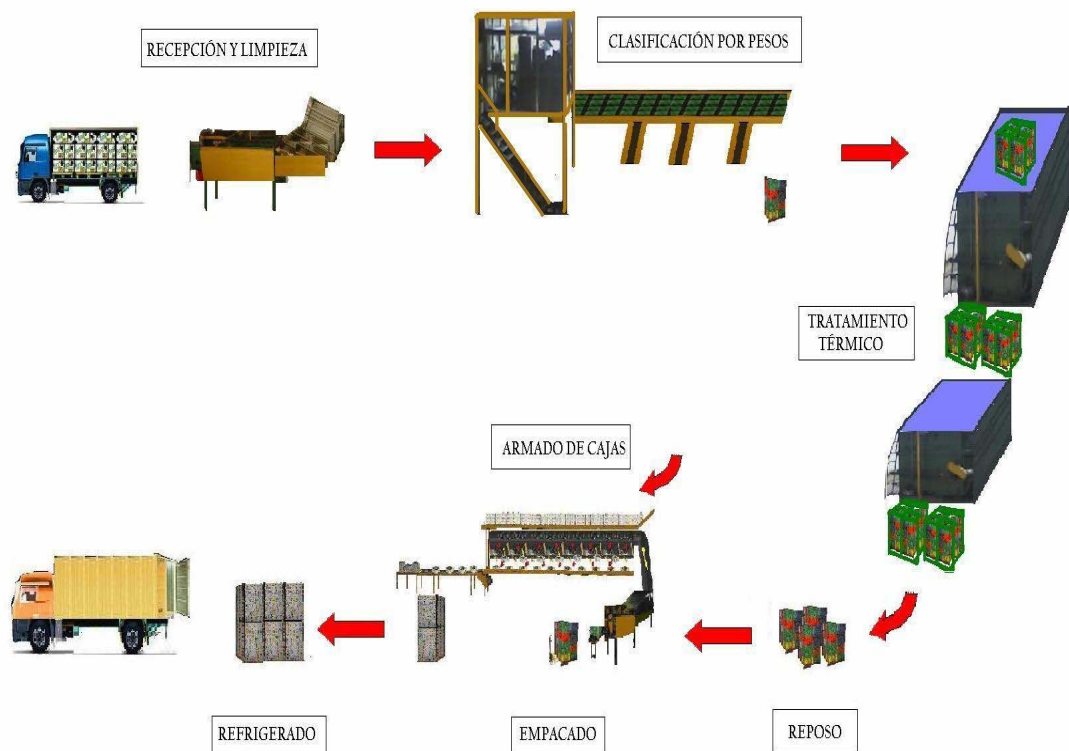 RECEPCIÓN Y LIMPIEZA
CLASIFICACIÓN POR PESOS
TRATAMIENTO
TÉRMICO
ARMADO DE CAJAS
REFRIGERADO
EMPACADO
REPOSO